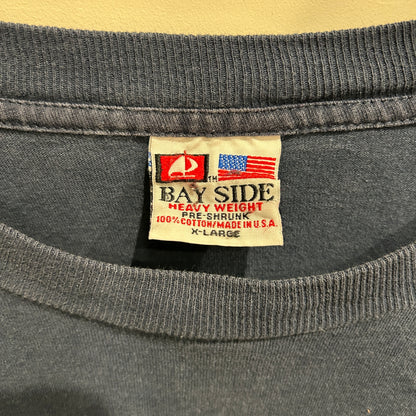 TM
BAY SIDE
HEAVY WEIGHT
PRE-SHRUNK
100% COTTON/MADE IN U.S.A.
X-LARGE